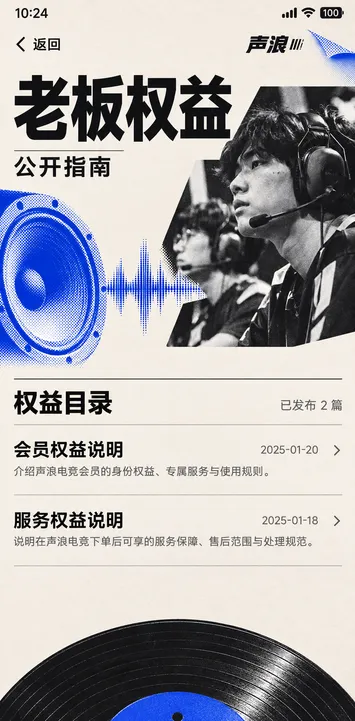 10:24
100
返回
声浪
老板权益
公开指南
权益目录
已发布 2 篇
会员权益说明
2025-01-20
介绍声浪电竞会员的身份权益、专属服务与使用规则。
服务权益说明
2025-01-18
说明在声浪电竞下单后可享的服务保障、售后范围与处理规范。